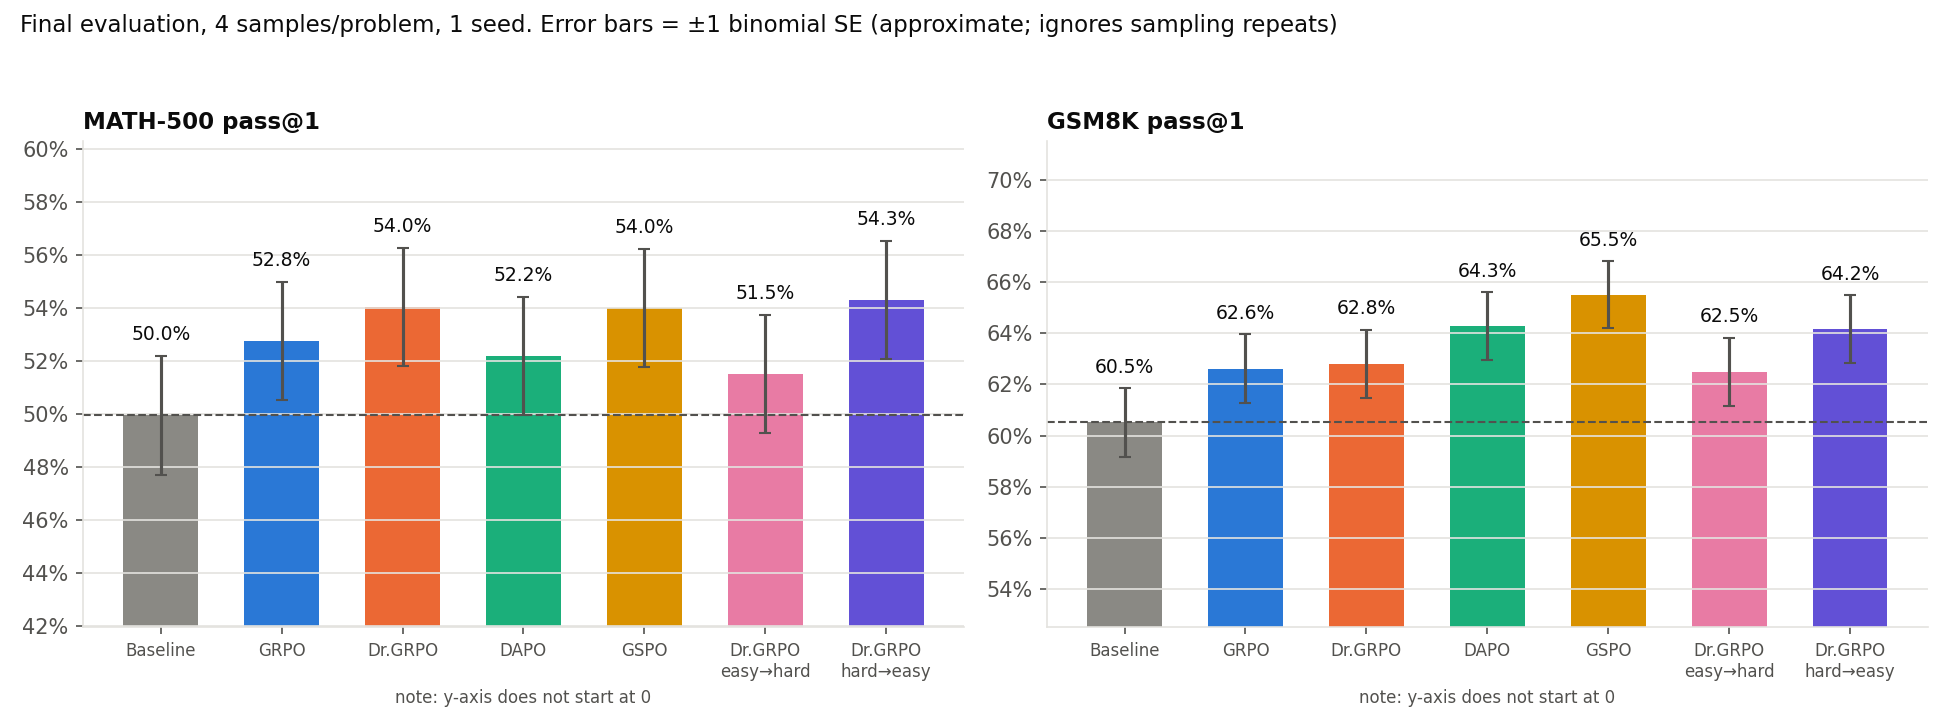 Final evaluation, 4 samples/problem, 1 seed. Error bars = ±1 binomial SE (approximate; ignores sampling repeats)
MATH-500 pass@1
60%
58%
56%
54%
52%
50%
48%
46%
44%
42%
50.0%
52.8%
54.0%
52.2%
54.0%
51.5%
54.3%
Baseline
GRPO
Dr.GRPO
DAPO
GSPO
Dr.GRPO
easy→hard
Dr.GRPO
hard→easy
note: y-axis does not start at 0
GSM8K pass@1
70%
68%
66%
64%
62%
60%
58%
56%
54%
60.5%
62.6%
62.8%
64.3%
65.5%
62.5%
64.2%
Baseline
GRPO
Dr.GRPO
DAPO
GSPO
Dr.GRPO
easy→hard
Dr.GRPO
hard→easy
note: y-axis does not start at 0